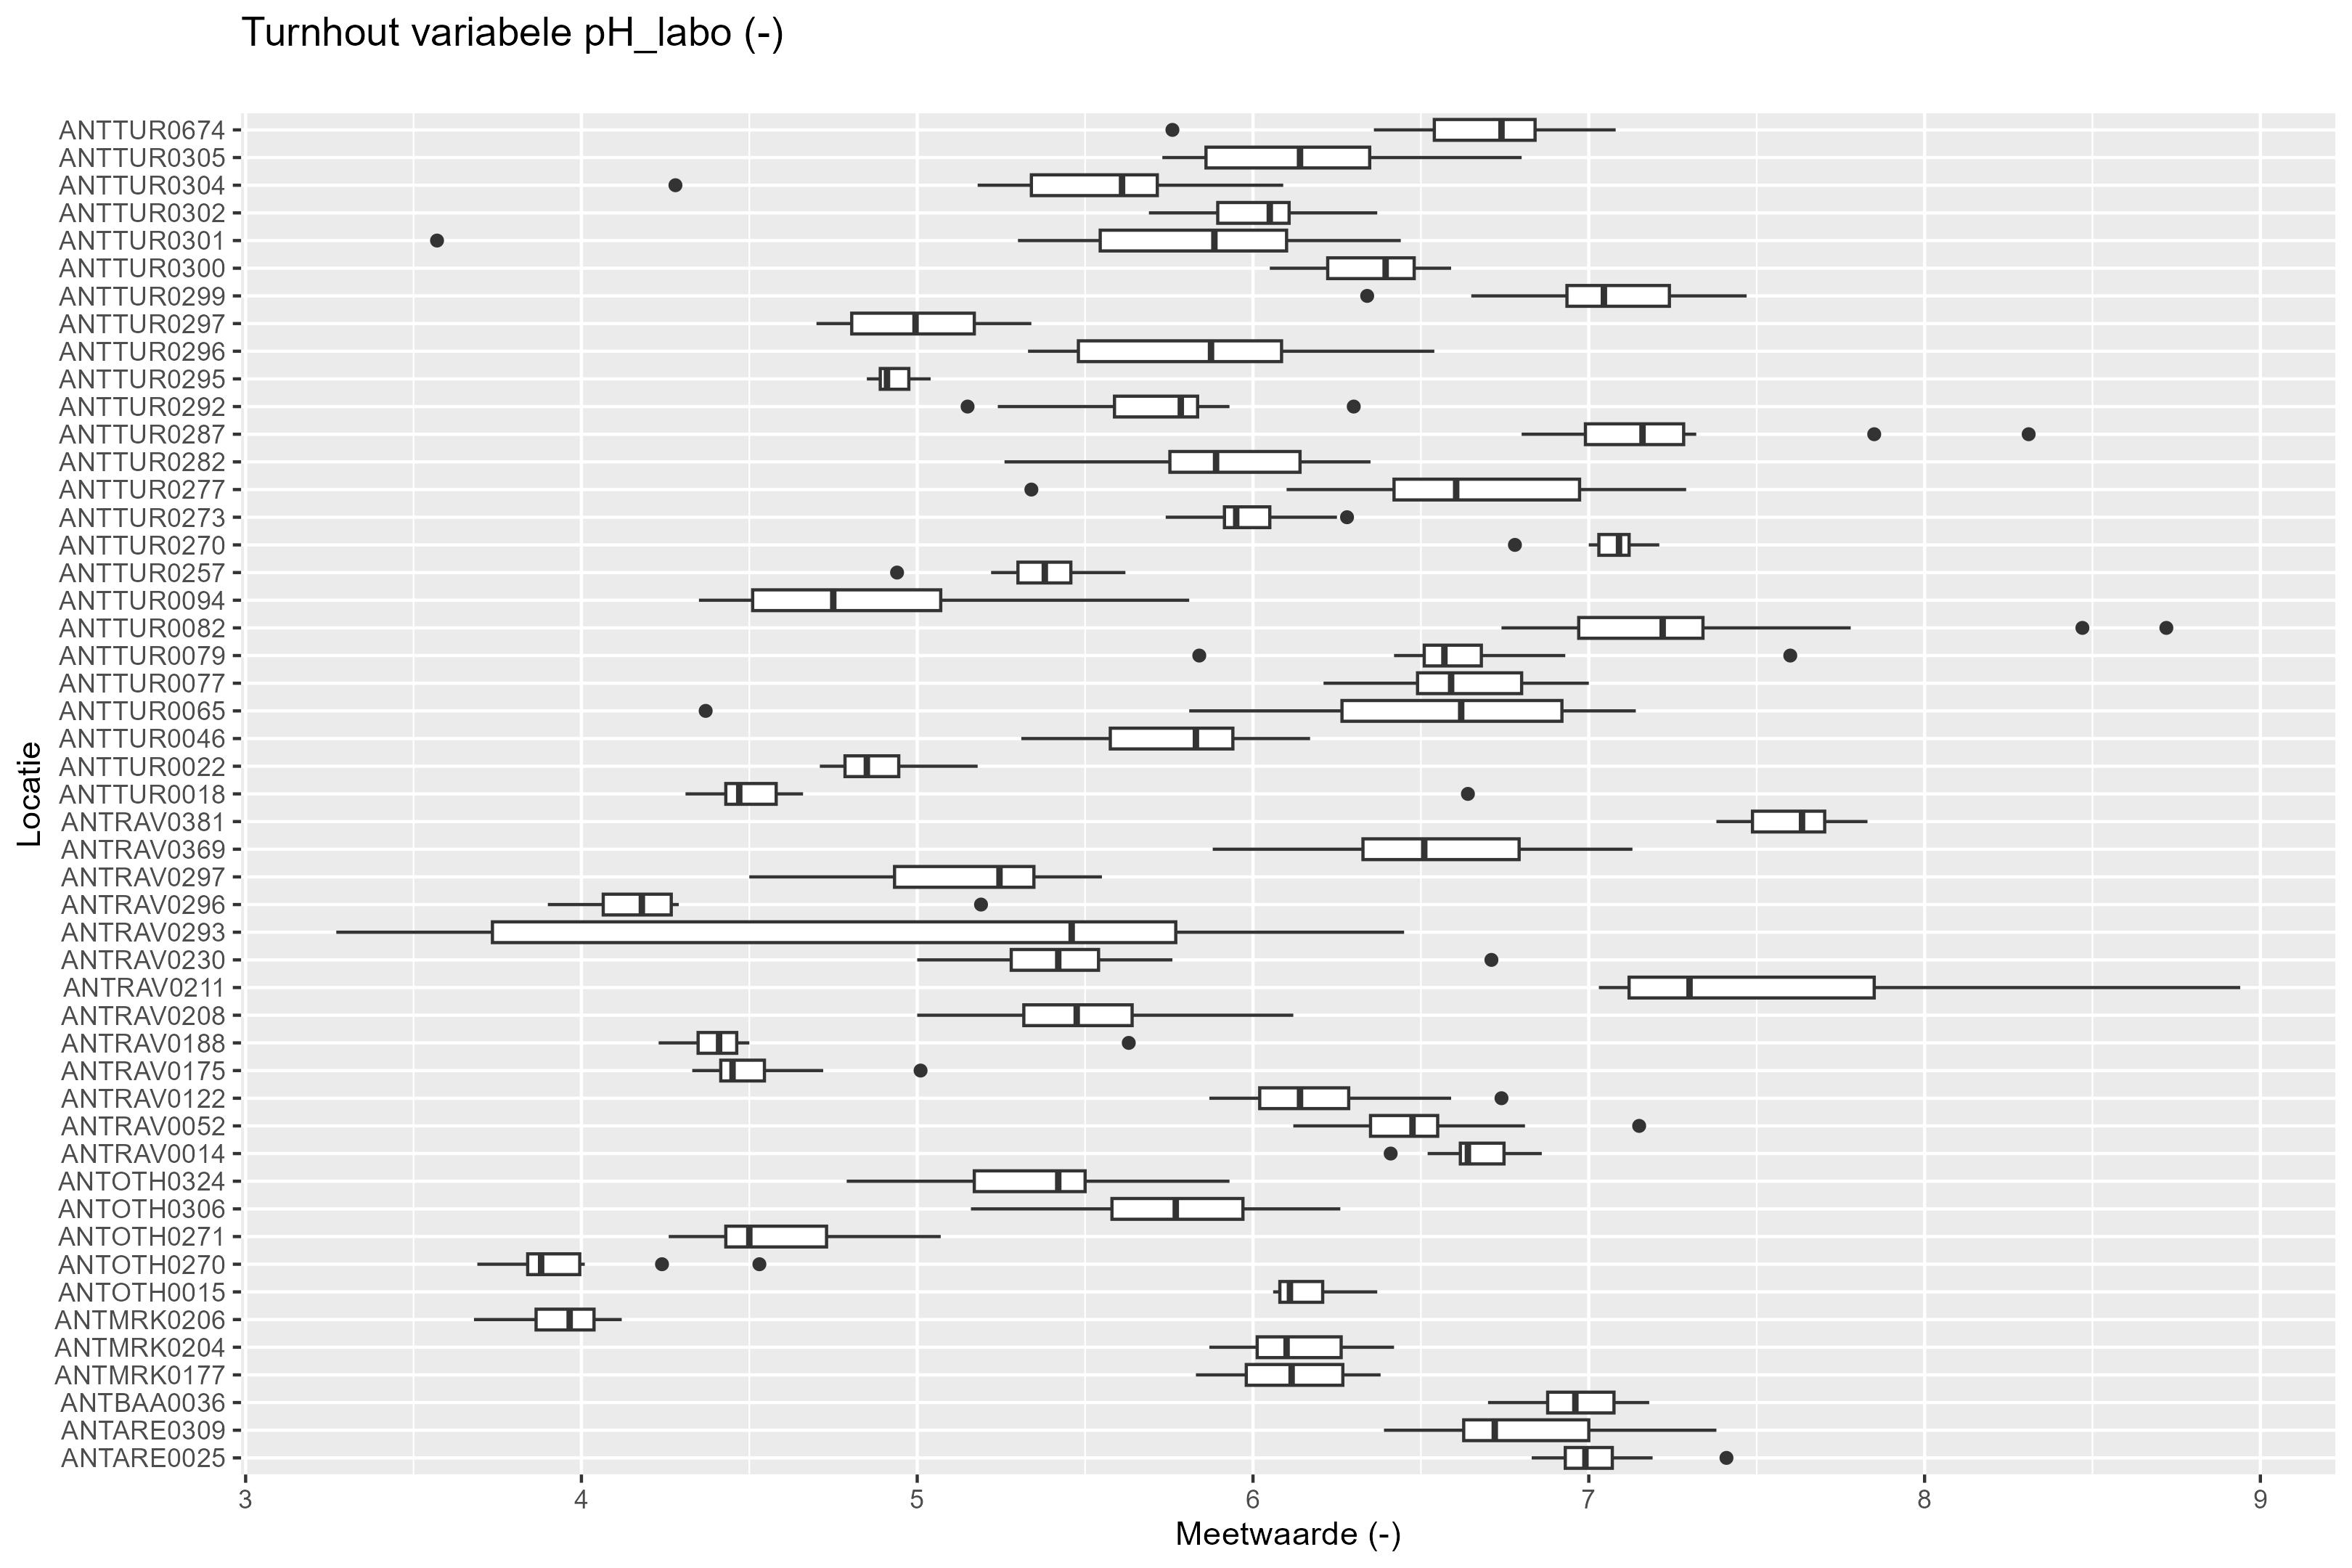 Turnhout variabele pH_labo (-)
ANTTUR0674
ANTTUR0305
ANTTUR0304
ANTTUR0302
ANTTUR0301
ANTTUR0300
ANTTUR0299
ANTTUR0297
ANTTUR0296
ANTTUR0295
ANTTUR0292
ANTTUR0287
ANTTUR0282
ANTTUR0277
ANTTUR0273
ANTTUR0270
ANTTUR0257
ANTTUR0094
ANTTUR0082
ANTTUR0079
ANTTUR0077
ANTTUR0065
ANTTUR0046
ANTTUR0022
ANTTUR0018
ANTRAV0381
ANTRAV0369
ANTRAV0297
ANTRAV0296
ANTRAV0293
ANTRAV0230
ANTRAV0211
ANTRAV0208
ANTRAV0188
ANTRAV0175
ANTRAV0122
ANTRAV0052
ANTRAV0014
ANTOTH0324
ANTOTH0306
ANTOTH0271
ANTOTH0270
ANTOTH0015
ANTMRK0206
ANTMRK0204
ANTMRK0177
ANTBAA0036
ANTARE0309
ANTARE0025
Locatie
3 4 5 6 7 8 9
Meetwaarde (-)